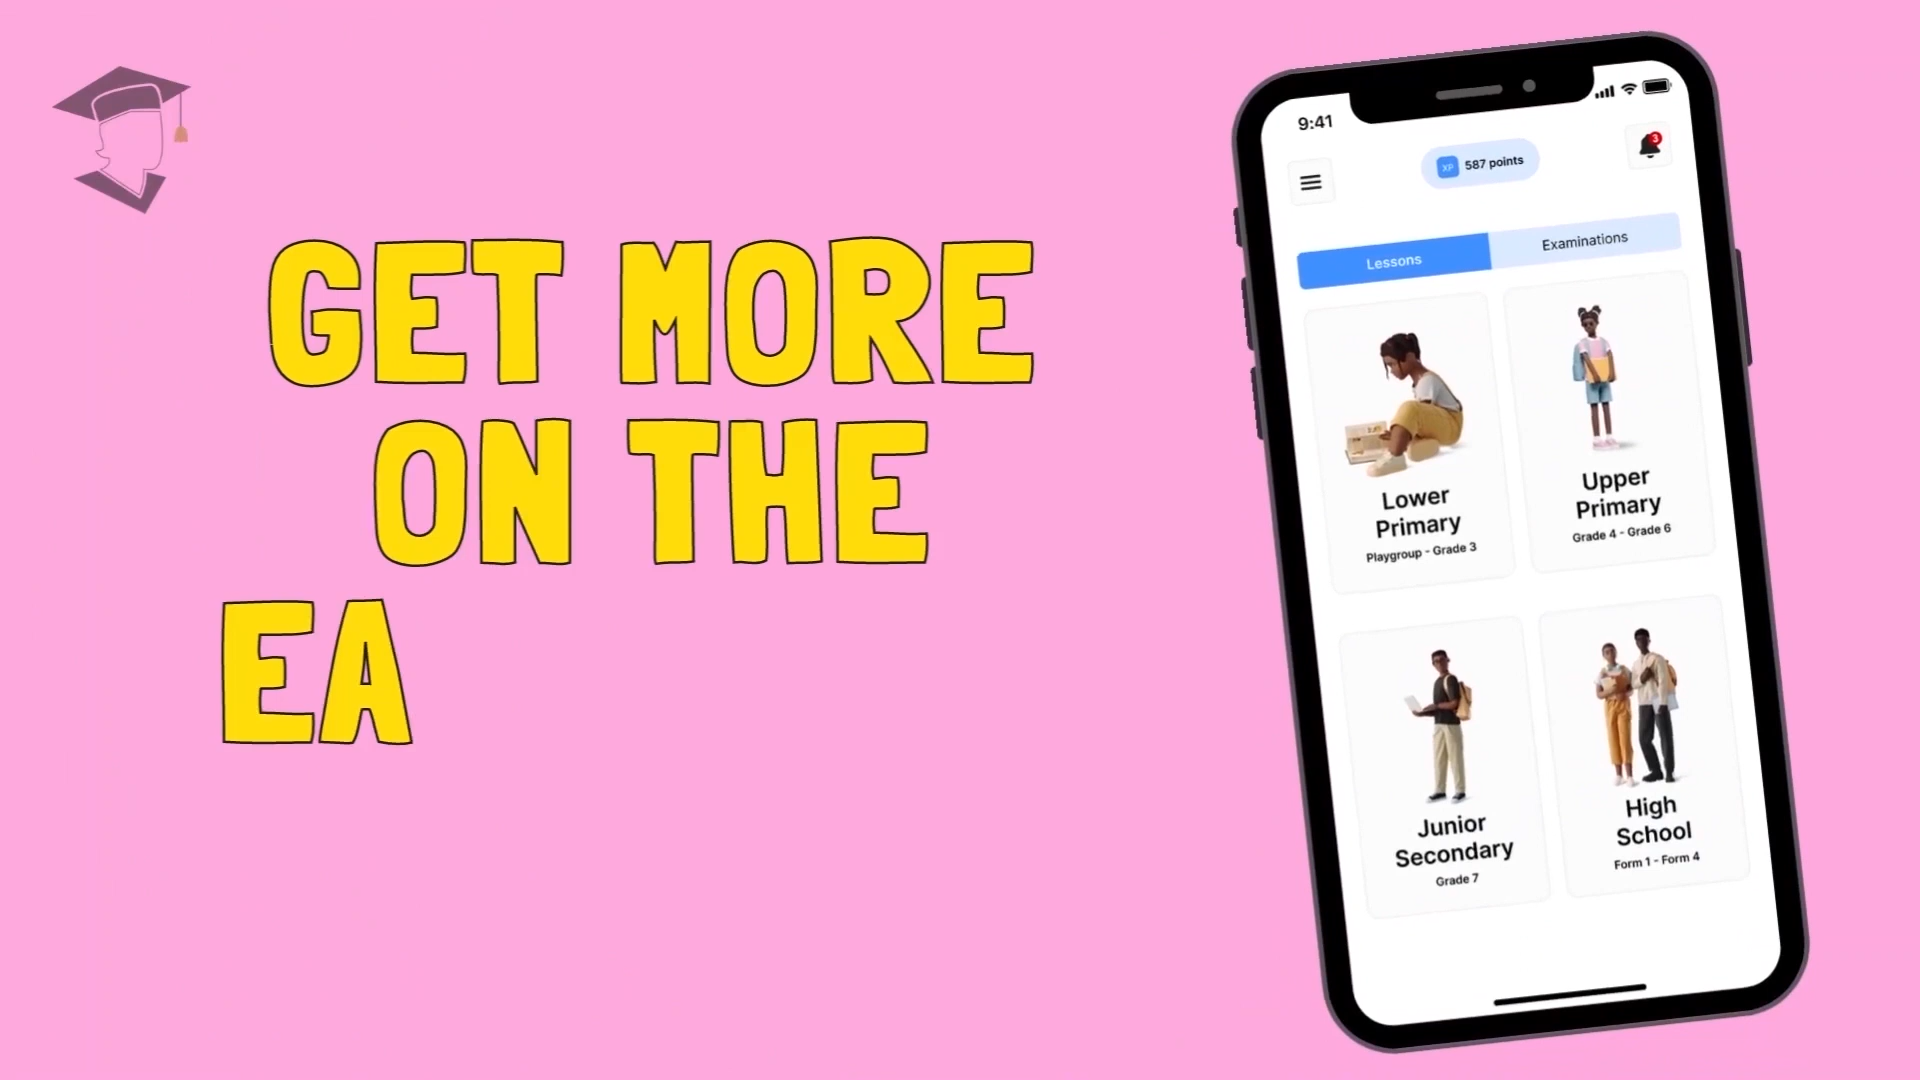 GET MORE
ON THE
EA
9:41
XP 587 points
3
Lessons
Examinations
Lower
Primary
Playgroup - Grade 3
Upper
Primary
Grade 4 - Grade 6
Junior
Secondary
Grade 7
High
School
Form 1 - Form 4